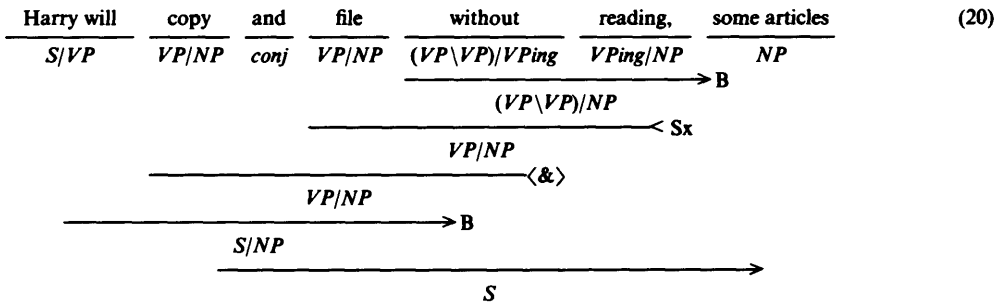 Harry will copy and file without reading, some articles (20)
S/VP VP/NP conj VP/NP (VP\VP)/VPing VPing/NP NP
B
(VP\VP)/NP
< Sx
VP/NP
⟨&⟩
VP/NP
B
S/NP
S